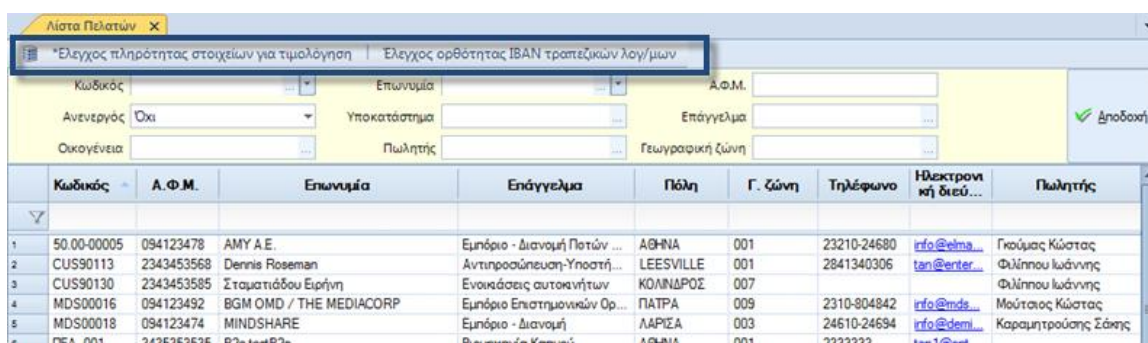 Λίστα Πελατών X
*Έλεγχος πληρότητας στοιχείων για τιμολόγηση | Έλεγχος ορθότητας IBAN τραπεζικών λογ/μων
Κωδικός ... Επωνυμία ... Α.Φ.Μ.
Ανενεργός Όχι Υποκατάστημα ... Επάγγελμα ... Αποδοχή
Οικογένεια ... Πωλητής ... Γεωγραφική ζώνη ...
Κωδικός Α.Φ.Μ. Επωνυμία Επάγγελμα Πόλη Γ. ζώνη Τηλέφωνο Ηλεκτρονι Πωλητής
κή διεύ...
1 50.00-00005 094123478 AMY A.E. Εμπόριο - Διανομή Ποτών ... ΑΘΗΝΑ 001 23210-24680 info@elma... Γκούμας Κώστας
2 CUS90113 2343453568 Dennis Roseman Αντιπροσώπευση-Υποστή... LEESVILLE 001 2841340306 tan@enter... Φιλίππου Ιωάννης
3 CUS90130 2343453585 Σταματιάδου Ειρήνη Ενοικιάσεις αυτοκινήτων ΚΟΛΙΝΔΡΟΣ 007 Φιλίππου Ιωάννης
4 MDS00016 094123492 BGM OMD / THE MEDIACORP Εμπόριο Επιστημονικών Ορ... ΠΑΤΡΑ 009 2310-804842 info@mds... Μούτσιος Κώστας
5 MDS00018 094123474 MINDSHARE Εμπόριο - Διανομή ΛΑΡΙΣΑ 003 24610-24694 info@demi... Καραμητρούσης Σάκης